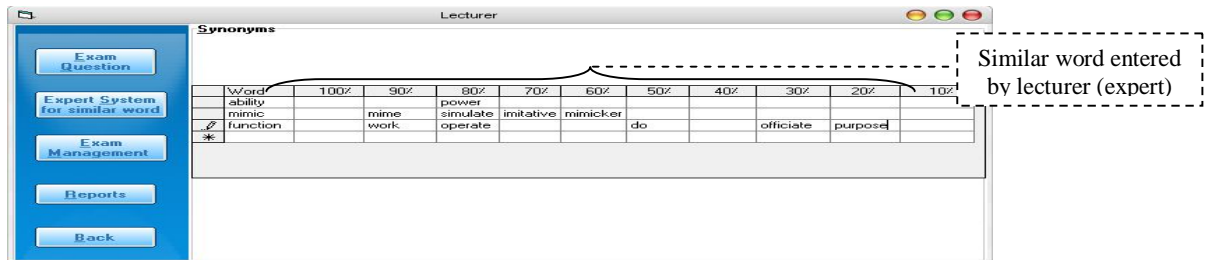 Lecturer
Synonyms
Exam
Question
Expert System
for similar word
Exam
Management
Reports
Back
Word 100% 90% 80% 70% 60% 50% 40% 30% 20% 10%
ability power
mimic mime simulate imitative mimicker
function work operate do officiate purpose
Similar word entered
by lecturer (expert)